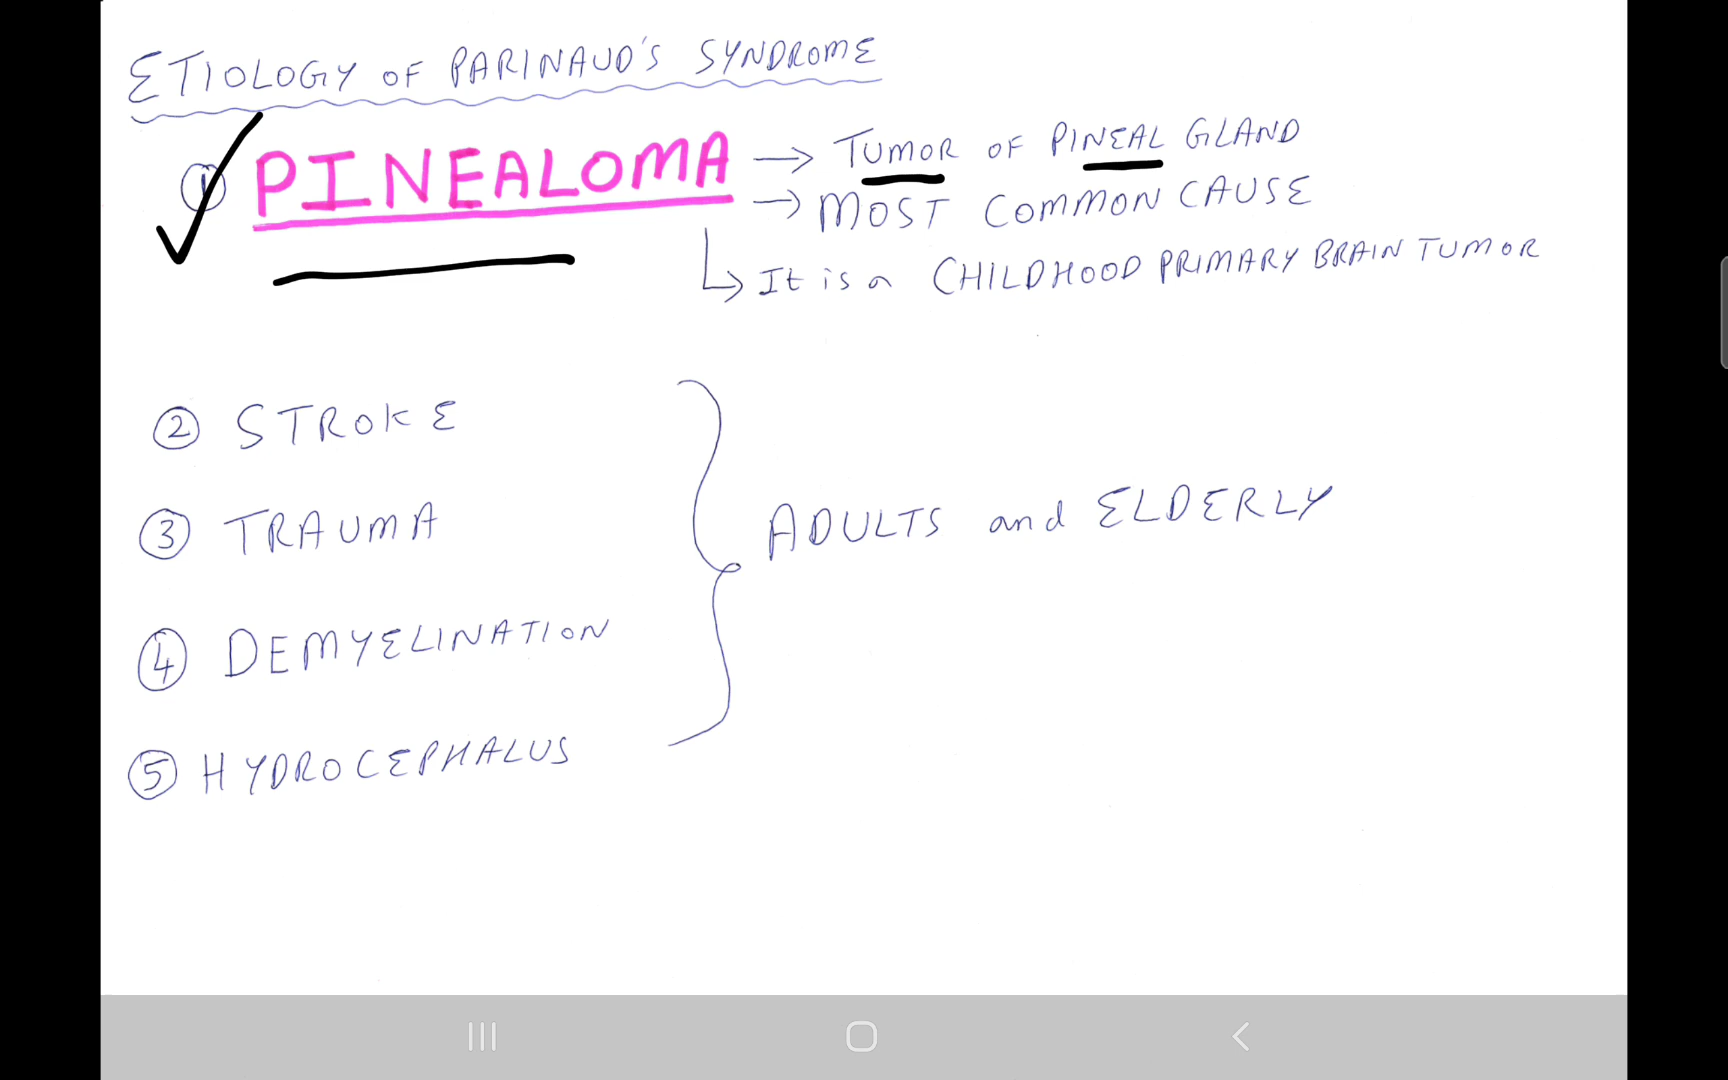 ETIOLOGY OF PARINAUD'S SYNDROME
① PINEALOMA → TUMOR OF PINEAL GLAND
→ MOST COMMON CAUSE
↳ It is a CHILDHOOD PRIMARY BRAIN TUMOR
② STROKE
③ TRAUMA
ADULTS and ELDERLY
④ DEMYELINATION
⑤ HYDROCEPHALUS